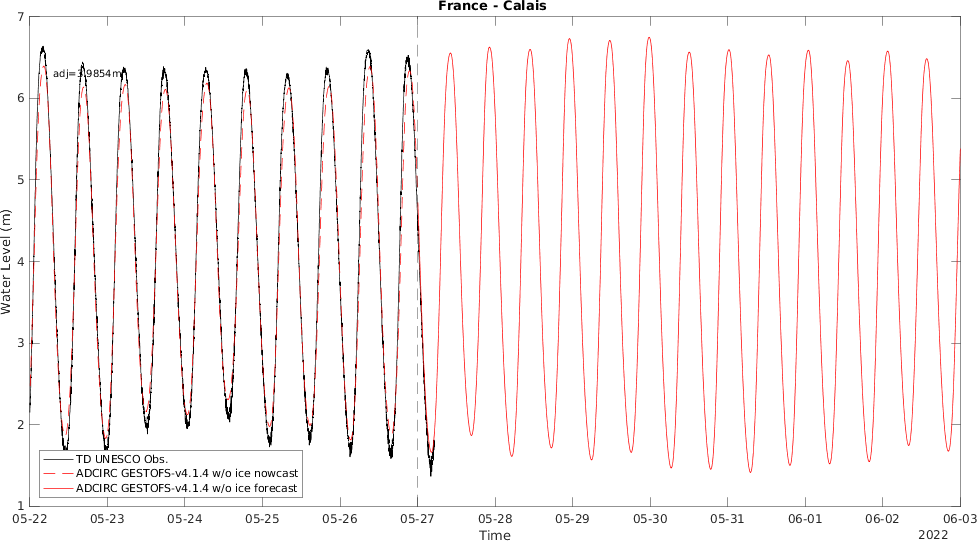 France - Calais
adj=3.9854m
7
6
5
4
3
2
1
Water Level (m)
TD UNESCO Obs.
ADCIRC GESTOFS-v4.1.4 w/o ice nowcast
ADCIRC GESTOFS-v4.1.4 w/o ice forecast
05-22 05-23 05-24 05-25 05-26 05-27 05-28 05-29 05-30 05-31 06-01 06-02 06-03
Time
2022